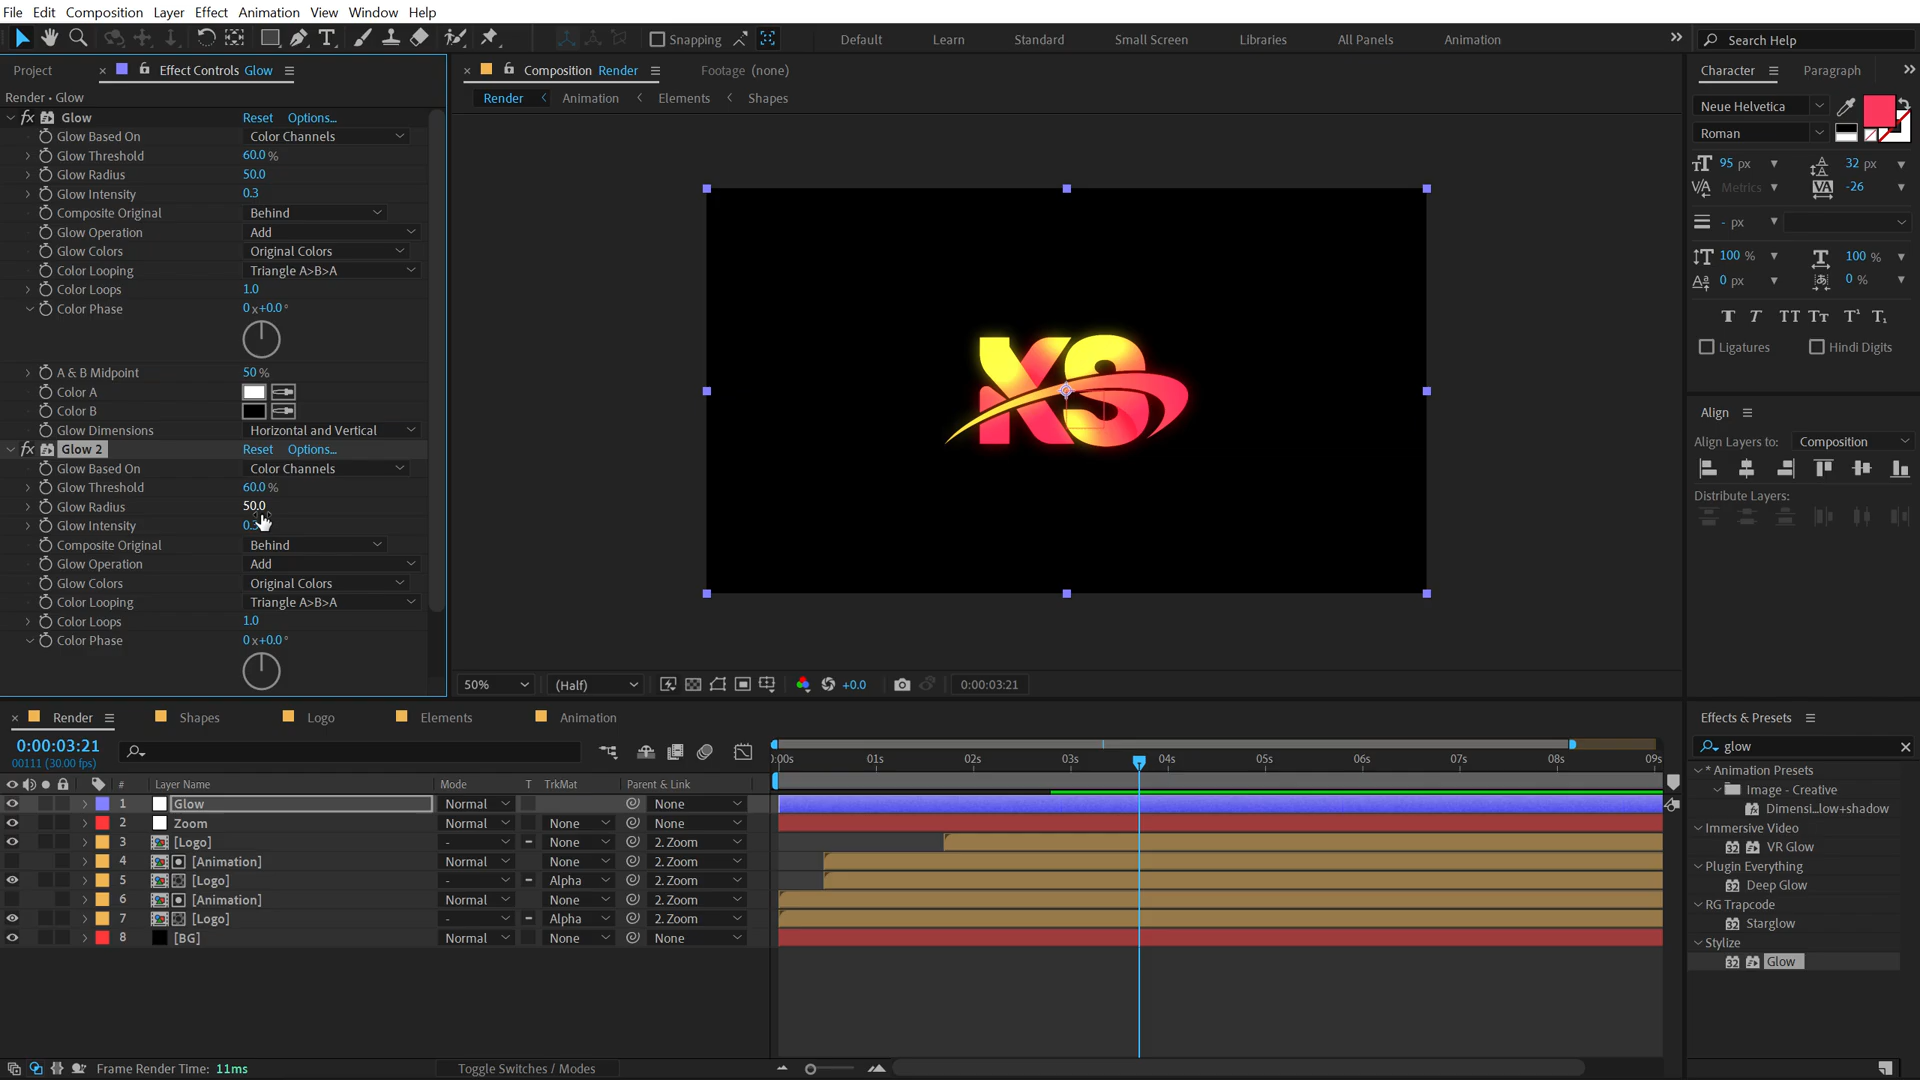 File Edit Composition Layer Effect Animation View Window Help
Snapping
Default Learn Standard Small Screen Libraries All Panels Animation
Search Help
Project
Effect Controls Glow
Composition Render
Footage (none)
Character Paragraph
Render • Glow
Render Animation Elements Shapes
Glow Reset Options...
Glow Based On Color Channels
Glow Threshold 60.0 %
Glow Radius 50.0
Glow Intensity 0.3
Composite Original Behind
Glow Operation Add
Glow Colors Original Colors
Color Looping Triangle A>B>A
Color Loops 1.0
Color Phase 0 x+0.0 °
A & B Midpoint 50 %
Color A
Color B
Glow Dimensions Horizontal and Vertical
Glow 2 Reset Options...
Glow Based On Color Channels
Glow Threshold 60.0 %
Glow Radius 50.0
Glow Intensity
Composite Original Behind
Glow Operation Add
Glow Colors Original Colors
Color Looping Triangle A>B>A
Color Loops 1.0
Color Phase 0 x+0.0 °
XS
50% (Half) +0.0 0:00:03:21
Neue Helvetica
Roman
95 px 32 px
Metrics -26
- px
100 % 100 %
0 px 0 %
Ligatures Hindi Digits
Align
Align Layers to: Composition
Distribute Layers:
Render Shapes Logo Elements Animation
0:00:03:21
00111 (30.00 fps)
:00s 01s 02s 03s 04s 05s 06s 07s 08s 09s
# Layer Name Mode T TrkMat Parent & Link
1 Glow Normal None
2 Zoom Normal None None
3 [Logo] - None 2. Zoom
4 [Animation] Normal None 2. Zoom
5 [Logo] - Alpha 2. Zoom
6 [Animation] Normal None 2. Zoom
7 [Logo] - Alpha 2. Zoom
8 [BG] Normal None None
Effects & Presets
glow
* Animation Presets
Image - Creative
Dimensi...low+shadow
Immersive Video
VR Glow
Plugin Everything
Deep Glow
RG Trapcode
Starglow
Stylize
Glow
Frame Render Time: 11ms
Toggle Switches / Modes